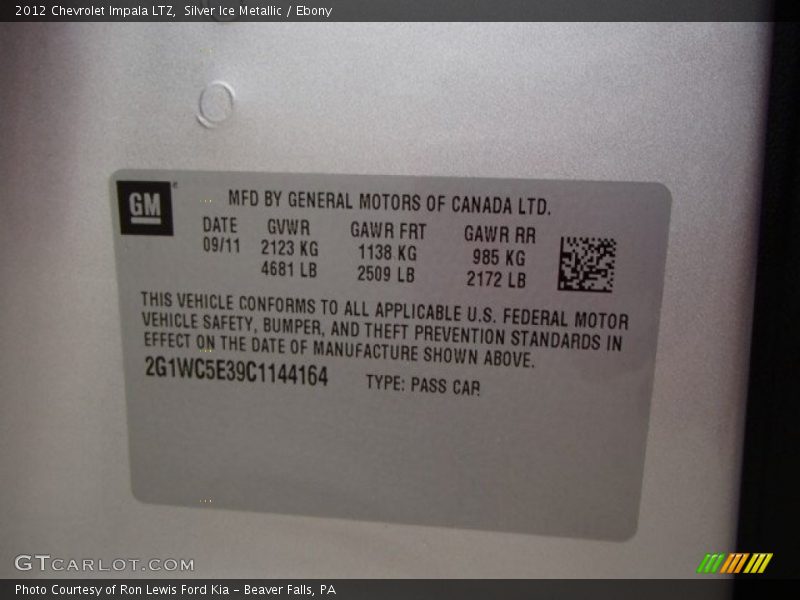 2012 Chevrolet Impala LTZ, Silver Ice Metallic / Ebony
GM
MFD BY GENERAL MOTORS OF CANADA LTD.
DATE GVWR GAWR FRT GAWR RR
09/11 2123 KG 1138 KG 985 KG
4681 LB 2509 LB 2172 LB
THIS VEHICLE CONFORMS TO ALL APPLICABLE U.S. FEDERAL MOTOR
VEHICLE SAFETY, BUMPER, AND THEFT PREVENTION STANDARDS IN
EFFECT ON THE DATE OF MANUFACTURE SHOWN ABOVE.
2G1WC5E39C1144164 TYPE: PASS CAR
GTCARLOT.COM
Photo Courtesy of Ron Lewis Ford Kia – Beaver Falls, PA